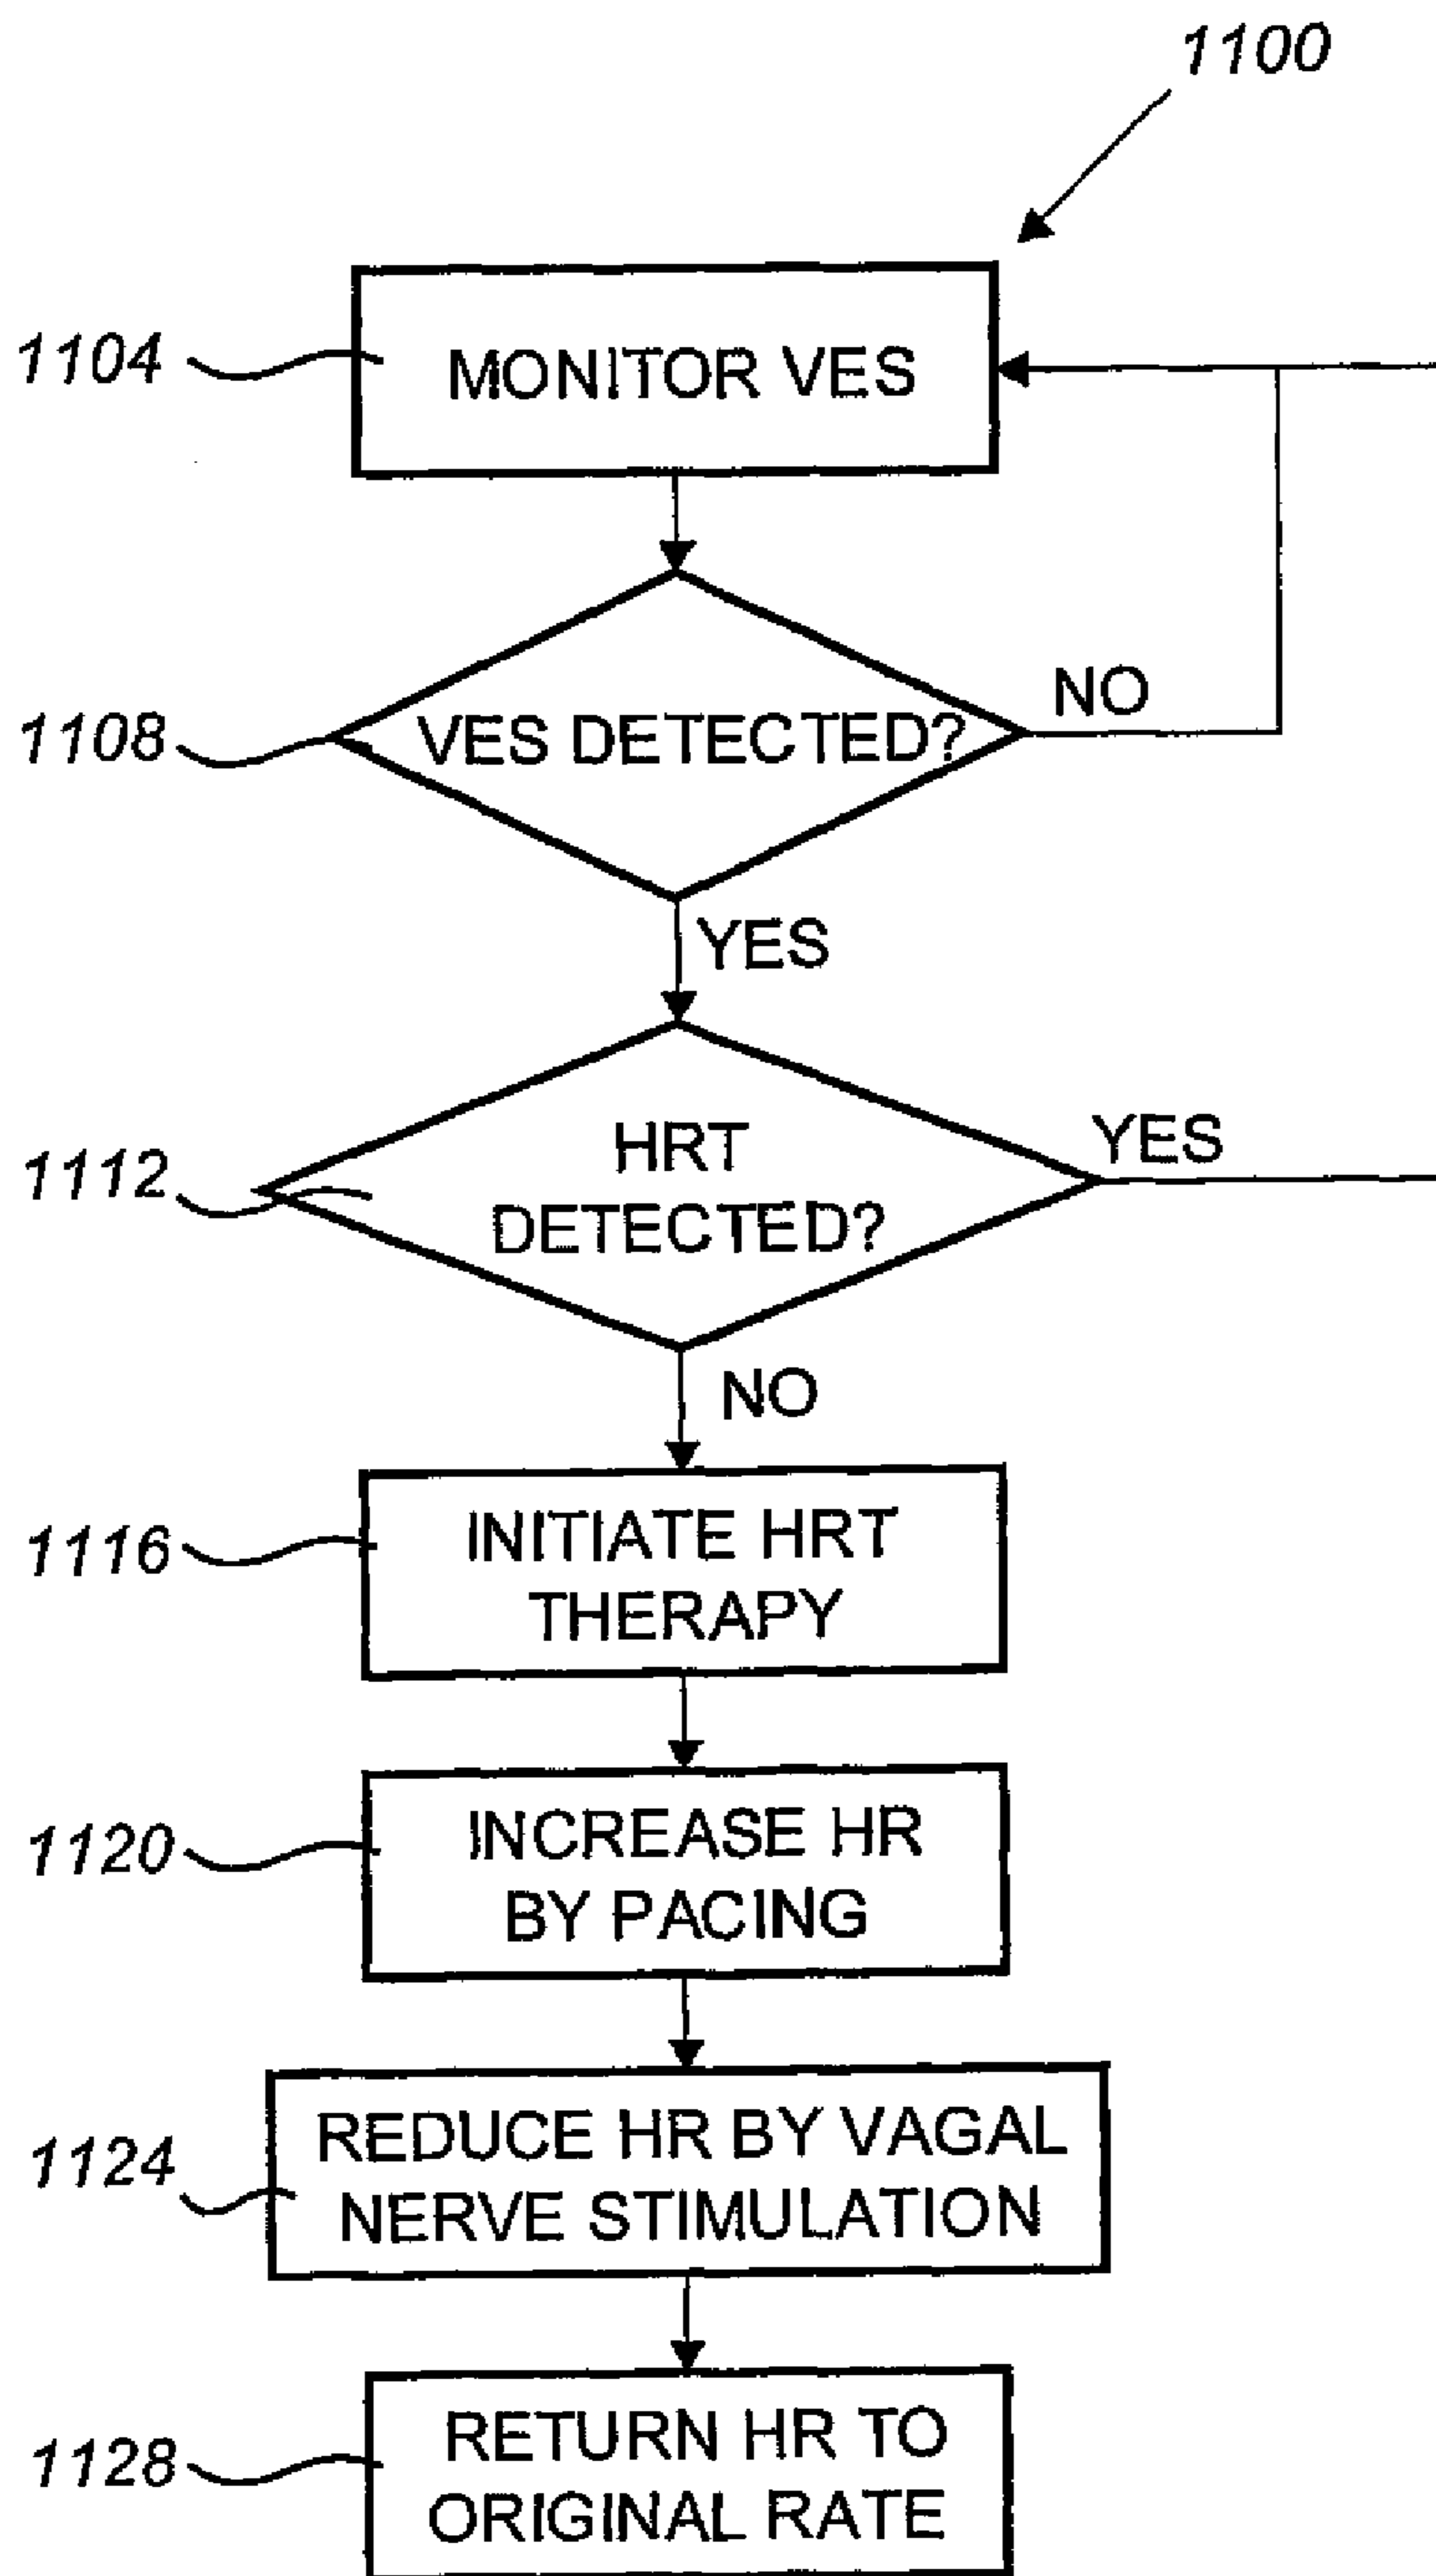 1100
1104
MONITOR VES
1108
VES DETECTED?
NO
YES
1112
HRT
DETECTED?
YES
NO
1116
INITIATE HRT
THERAPY
1120
INCREASE HR
BY PACING
1124
REDUCE HR BY VAGAL
NERVE STIMULATION
1128
RETURN HR TO
ORIGINAL RATE